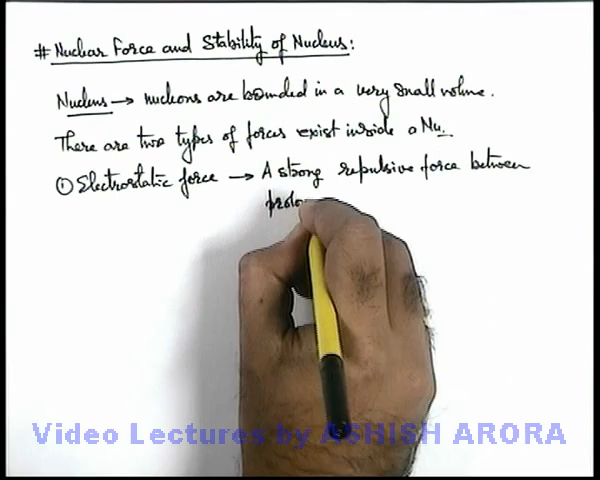 # Nuclear Force and Stability of Nucleus:
Nucleus → nucleons are bounded in a very small volume.
There are two types of forces exist inside a Nu.
① Electrostatic force → A strong repulsive force between
proto
Video Lectures by ASHISH ARORA